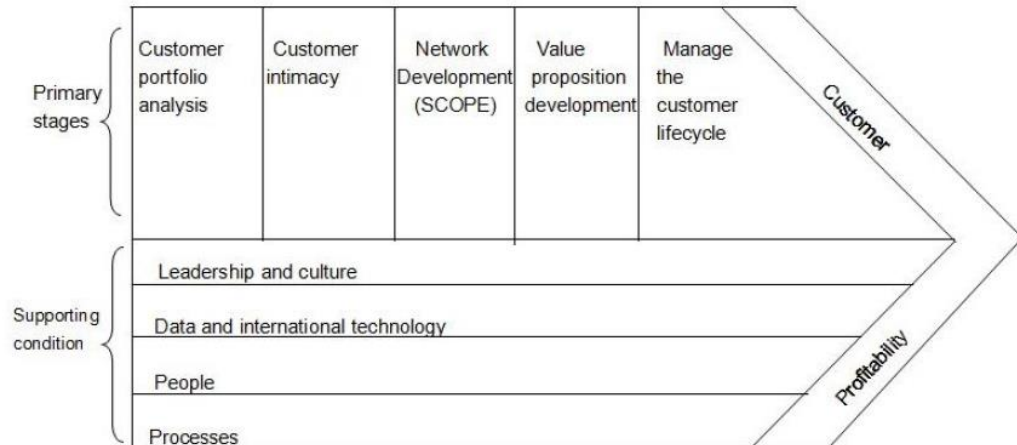 Primary
stages
Customer
portfolio
analysis
Customer
intimacy
Network
Development
(SCOPE)
Value
proposition
development
Manage
the
customer
lifecycle
Customer
Supporting
condition
Leadership and culture
Data and international technology
People
Processes
Profitability